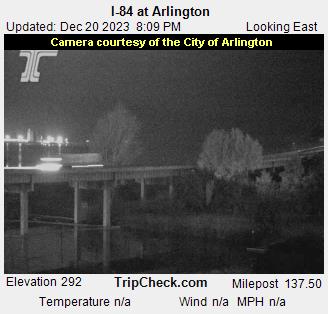 I-84 at Arlington
Updated: Dec 20 2023 8:09 PM Looking East
Camera courtesy of the City of Arlington
Elevation 292 TripCheck.com Milepost 137.50
Temperature n/a Wind n/a MPH n/a